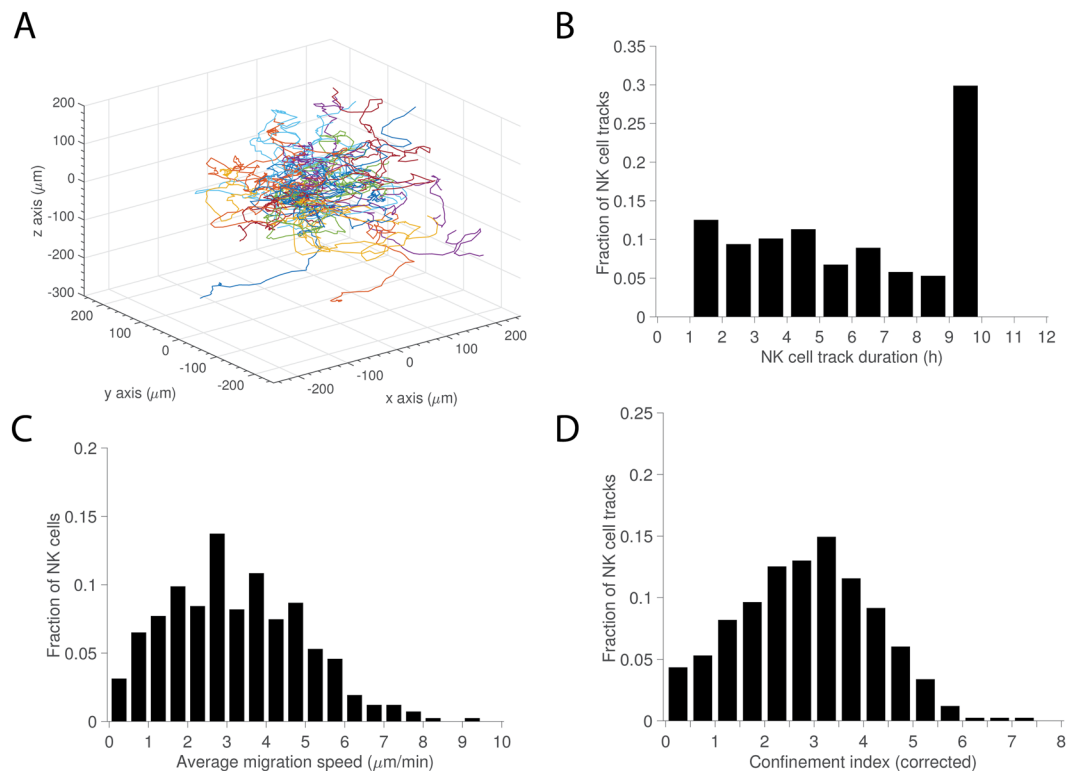 A
200
100
0
-100
-200
-300
z axis (μm)
200
100
0
-100
-200
y axis (μm)
-200
-100
0
100
200
x axis (μm)
B
0.35
0.3
0.25
0.2
0.15
0.1
0.05
0
Fraction of NK cell tracks
0 1 2 3 4 5 6 7 8 9 10 11 12
NK cell track duration (h)
C
0.2
0.15
0.1
0.05
0
Fraction of NK cells
0 1 2 3 4 5 6 7 8 9 10
Average migration speed (μm/min)
D
0.25
0.2
0.15
0.1
0.05
0
Fraction of NK cell tracks
0 1 2 3 4 5 6 7 8
Confinement index (corrected)